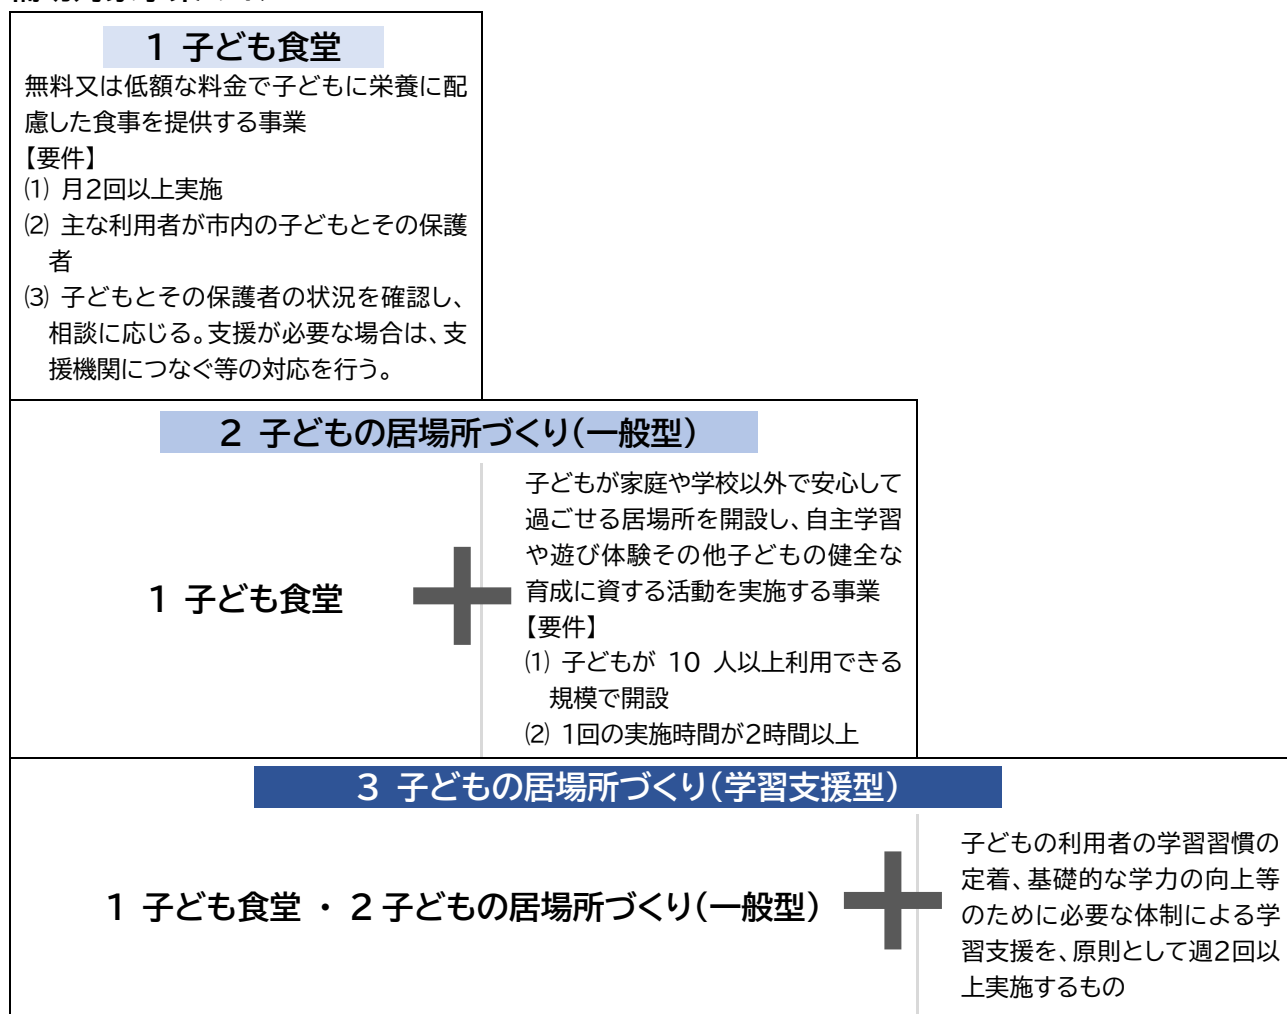 1 子ども食堂
無料又は低額な料金で子どもに栄養に配
慮した食事を提供する事業
【要件】
⑴ 月2回以上実施
⑵ 主な利用者が市内の子どもとその保護
者
⑶ 子どもとその保護者の状況を確認し、
相談に応じる。支援が必要な場合は、支
援機関につなぐ等の対応を行う。
2 子どもの居場所づくり(一般型)
1 子ども食堂
子どもが家庭や学校以外で安心して
過ごせる居場所を開設し、自主学習
や遊び体験その他子どもの健全な
育成に資する活動を実施する事業
【要件】
⑴ 子どもが 10 人以上利用できる
規模で開設
⑵ 1回の実施時間が2時間以上
3 子どもの居場所づくり(学習支援型)
1 子ども食堂 ・ 2 子どもの居場所づくり(一般型)
子どもの利用者の学習習慣の
定着、基礎的な学力の向上等
のために必要な体制による学
習支援を、原則として週2回以
上実施するもの